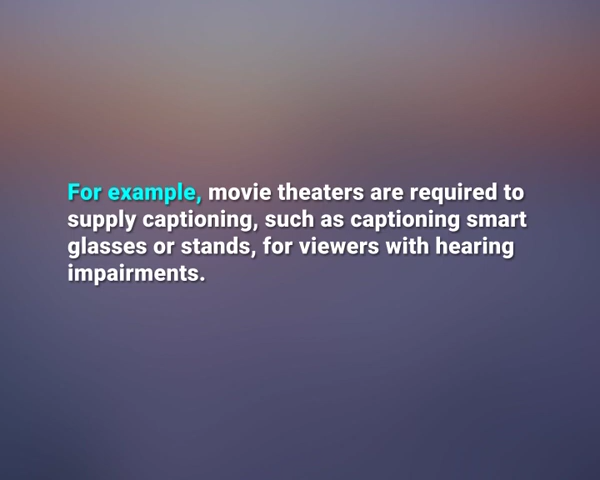 For example, movie theaters are required to
supply captioning, such as captioning smart
glasses or stands, for viewers with hearing
impairments.